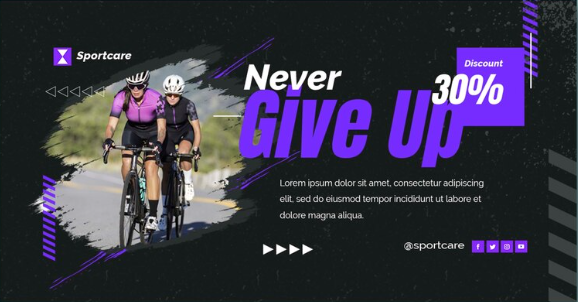 Sportcare
Never
Give Up
Discount
30%
Lorem ipsum dolor sit amet, consectetur adipiscing
elit, sed do eiusmod tempor incididunt ut labore et
dolore magna aliqua.
@sportcare